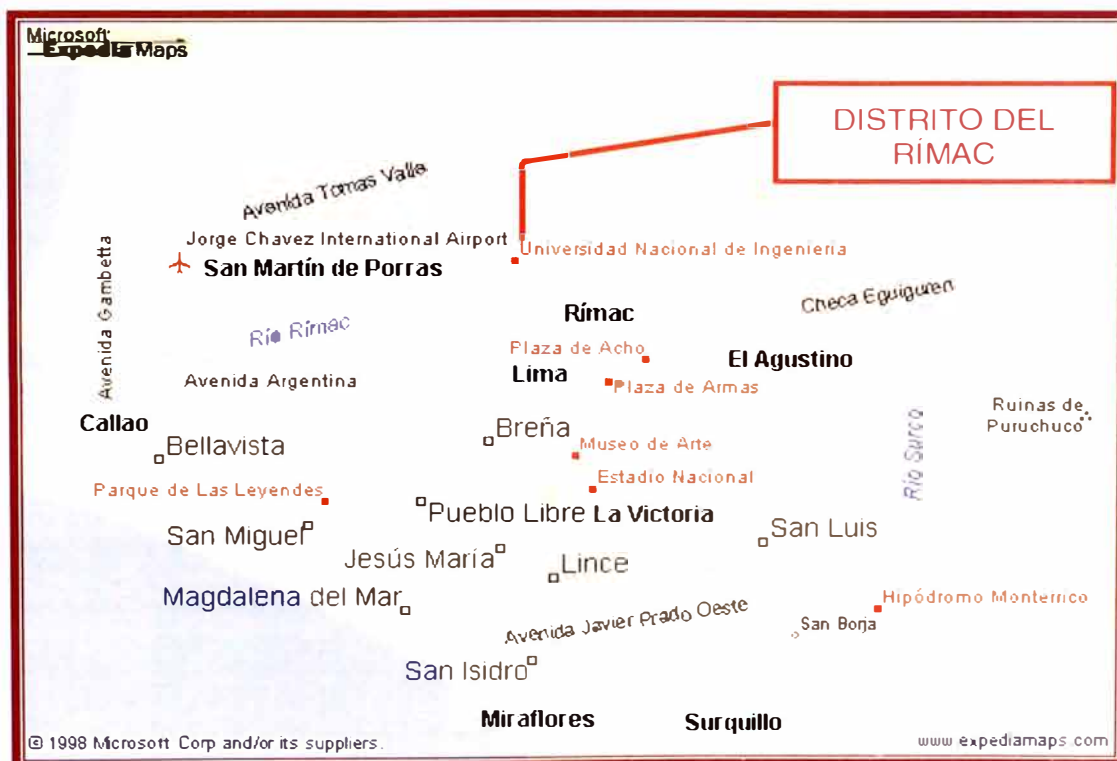 Microsoft
Expedia Maps
DISTRITO DEL
RÍMAC
Avenida Tomas Valle
Jorge Chavez International Airport
Universidad Nacional de Ingenieria
San Martín de Porras
Avenida Gambetta
Checa Eguiguren
Rímac
Río Rímac
Plaza de Acho
El Agustino
Lima
Avenida Argentina
Plaza de Armas
Ruinas de
Puruchuco
Callao
Breña
Bellavista
Museo de Arte
Río Surco
Estadio Nacional
Parque de Las Leyendes
Pueblo Libre
La Victoria
San Miguel
San Luis
Jesús María
Lince
Magdalena del Mar
Hipódromo Monterrico
Avenida Javier Prado Oeste
San Borja
San Isidro
Miraflores
Surquillo
© 1998 Microsoft Corp and/or its suppliers.
www.expediamaps.com